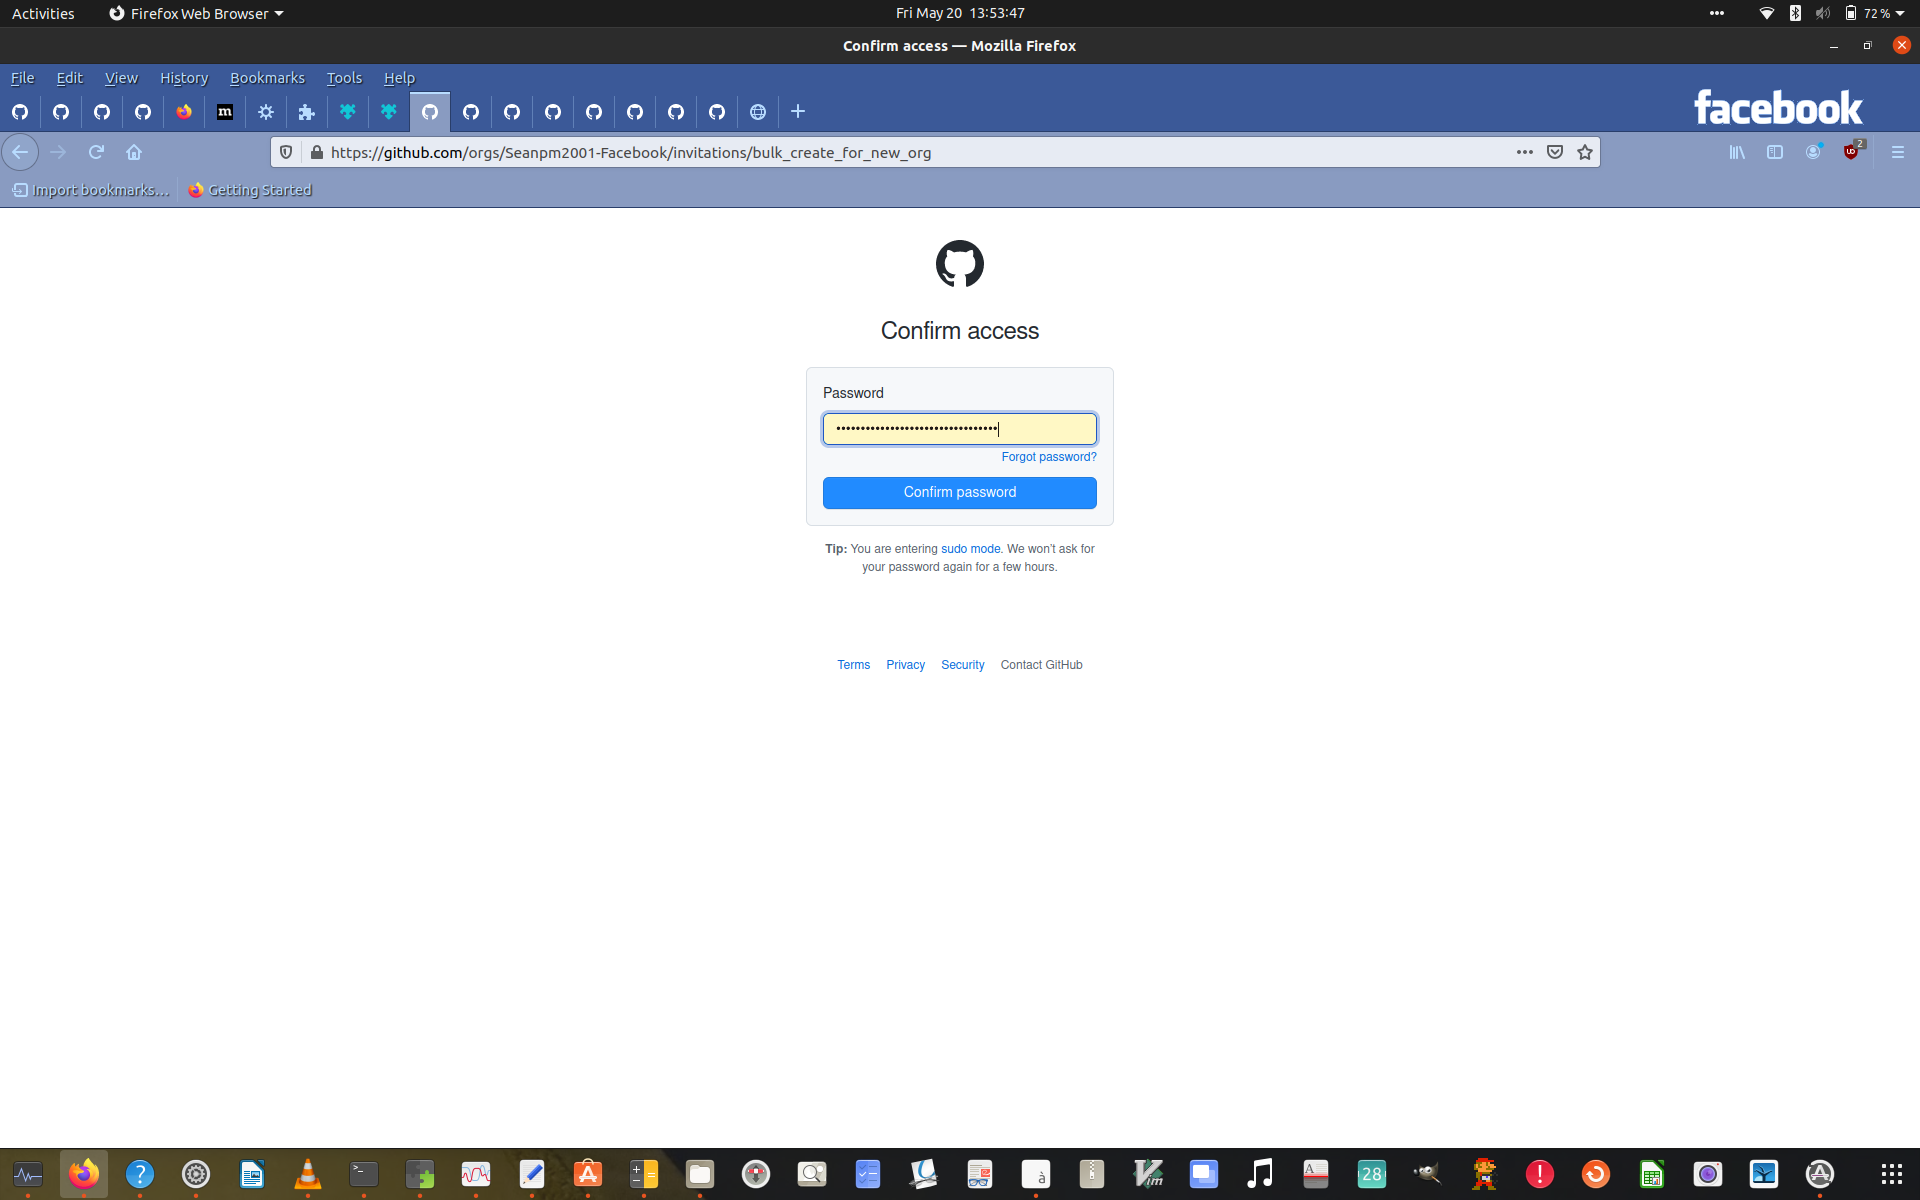 Activities
Firefox Web Browser
Fri May 20 13:53:47
72 %
Confirm access — Mozilla Firefox
File Edit View History Bookmarks Tools Help
m
facebook
https://github.com/orgs/Seanpm2001-Facebook/invitations/bulk_create_for_new_org
2
Import bookmarks...
Getting Started
Confirm access
Password
Forgot password?
Confirm password
Tip: You are entering sudo mode. We won't ask for
your password again for a few hours.
Terms Privacy Security Contact GitHub
?
>_
à
Vim
A
28
!